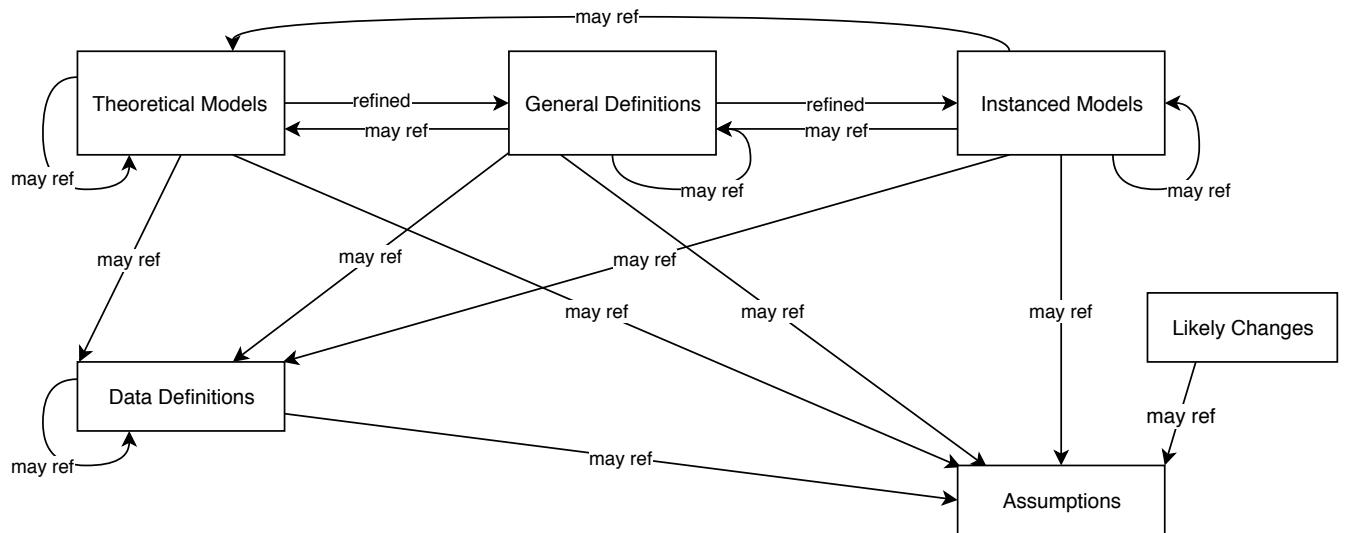 may ref
Theoretical Models
refined
General Definitions
refined
Instanced Models
may ref
may ref
may ref
may ref
may ref
may ref
may ref
may ref
may ref
may ref
may ref
may ref
Likely Changes
Data Definitions
may ref
may ref
may ref
Assumptions